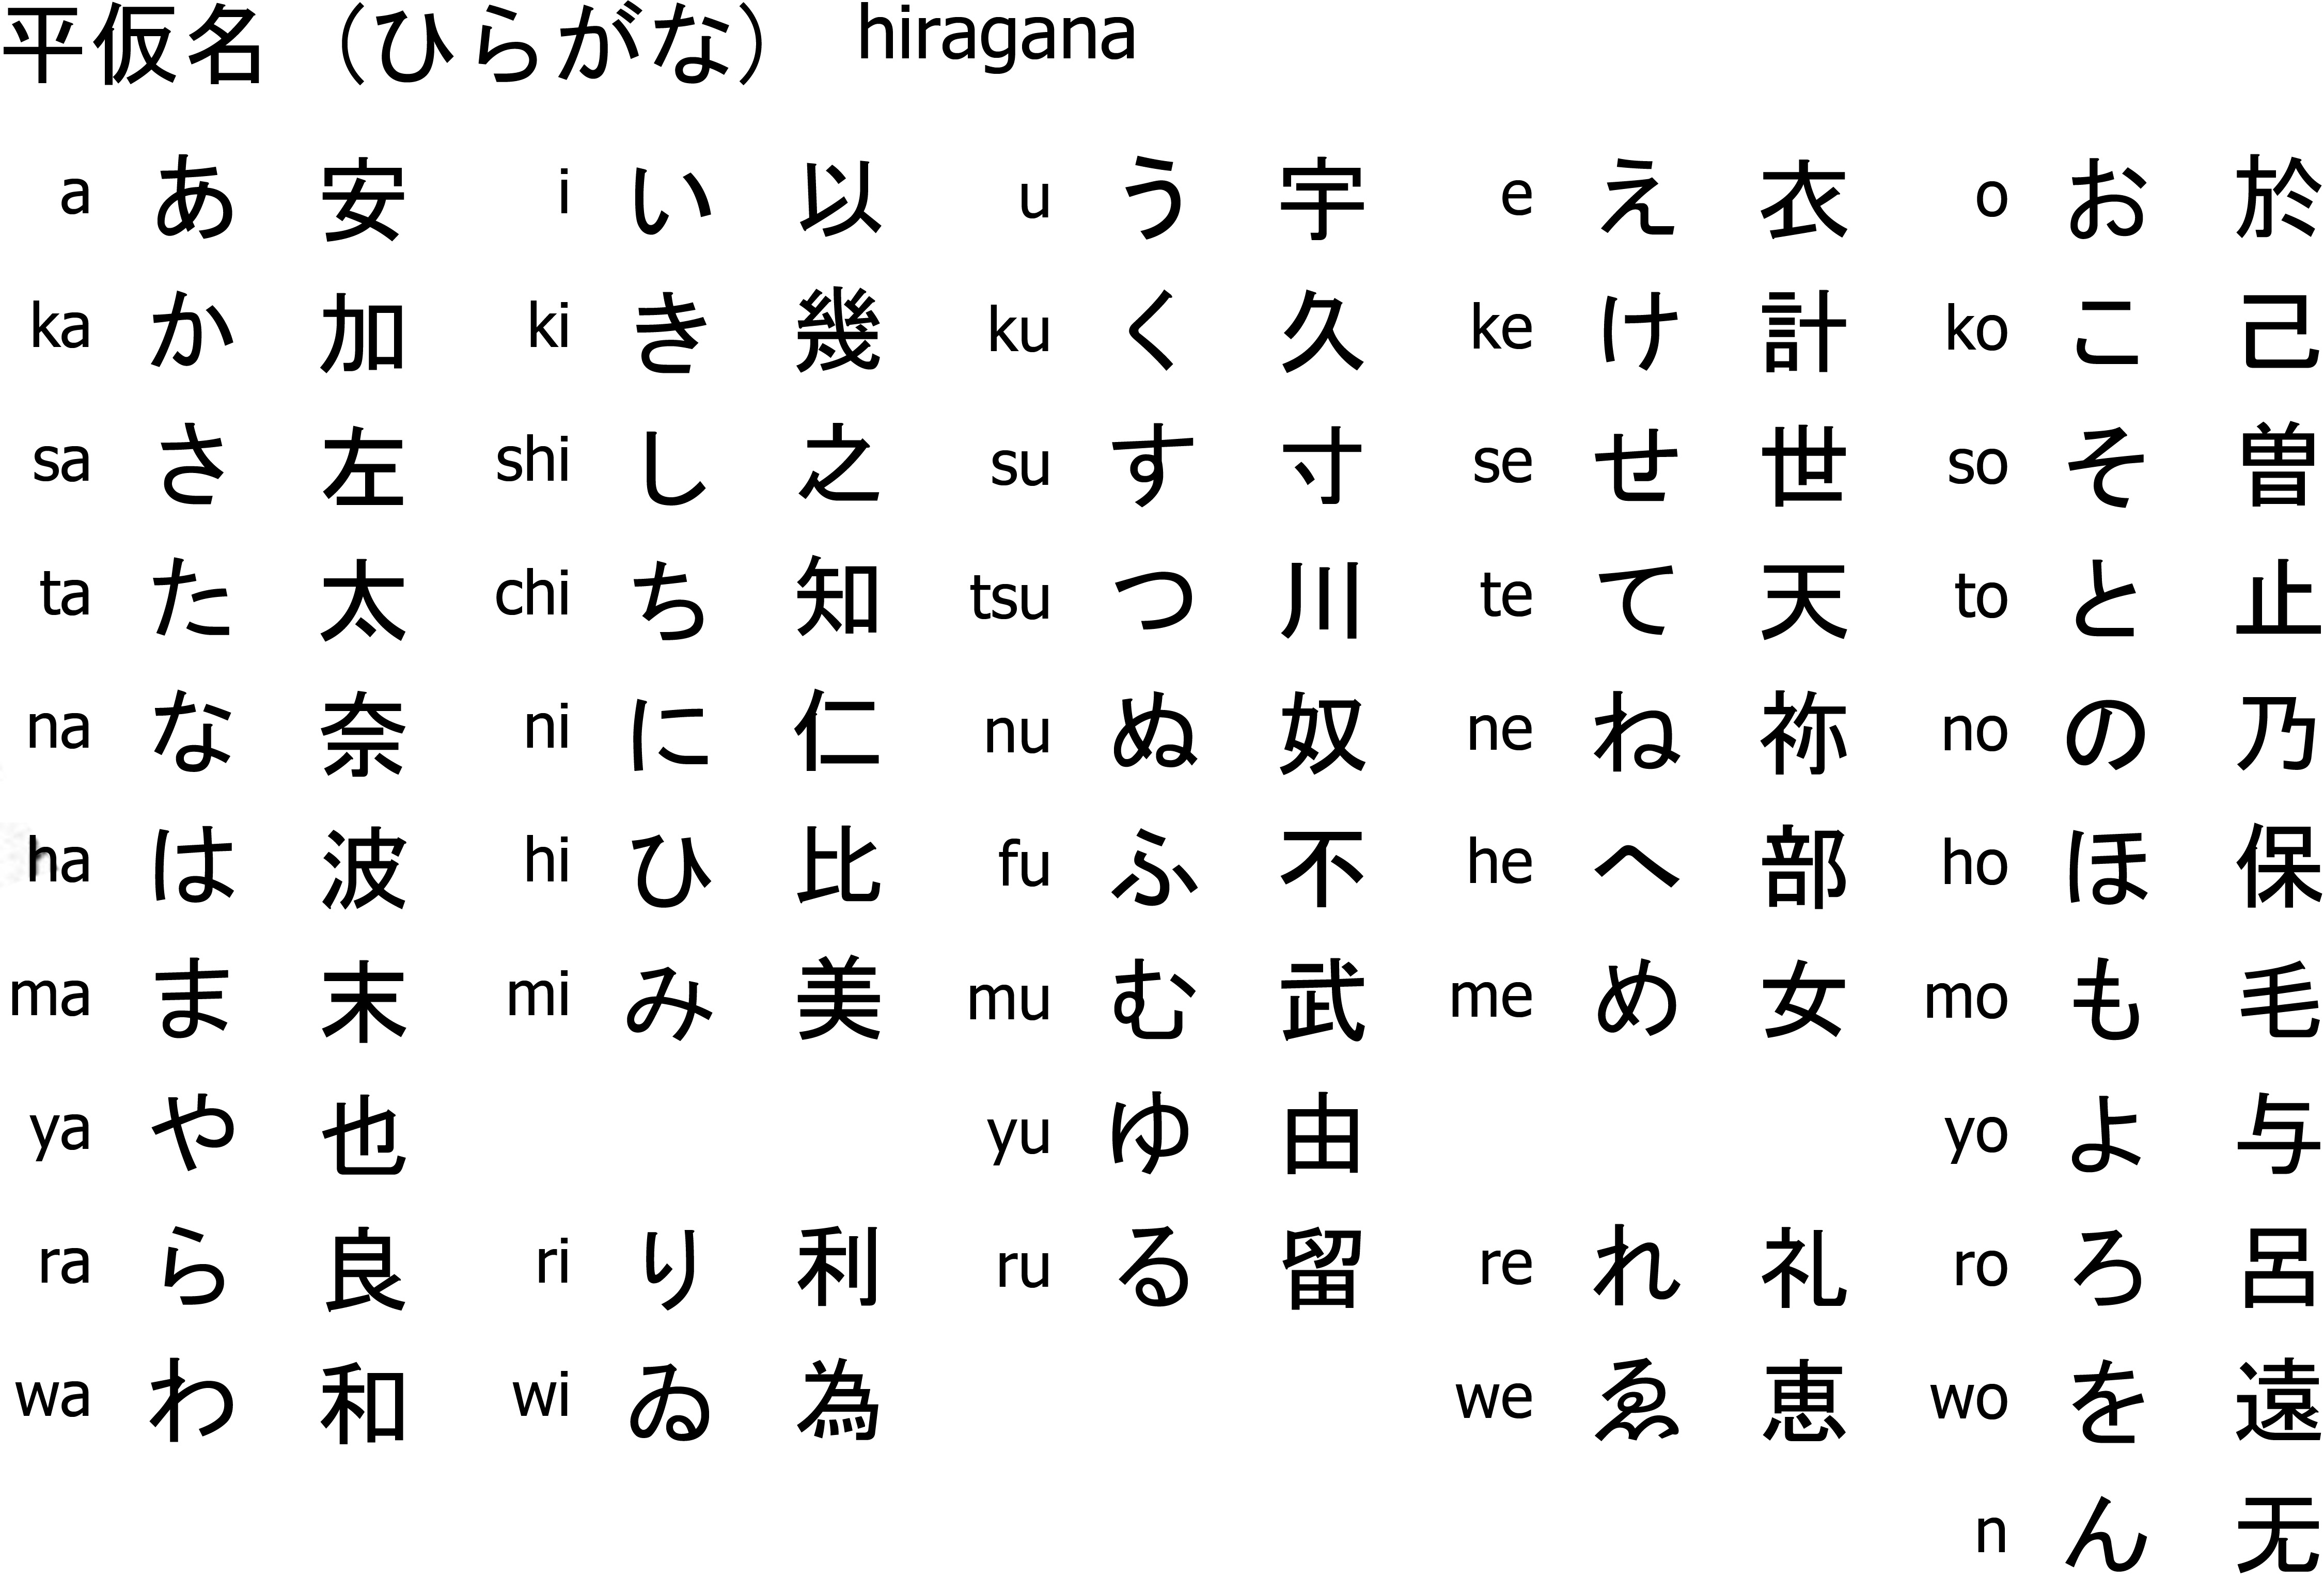 平仮名（ひらがな） hiragana
a あ 安 i い 以 u う 宇 e え 衣 o お 於
ka か 加 ki き 幾 ku く 久 ke け 計 ko こ 己
sa さ 左 shi し 之 su す 寸 se せ 世 so そ 曽
ta た 太 chi ち 知 tsu つ 川 te て 天 to と 止
na な 奈 ni に 仁 nu ぬ 奴 ne ね 祢 no の 乃
ha は 波 hi ひ 比 fu ふ 不 he へ 部 ho ほ 保
ma ま 末 mi み 美 mu む 武 me め 女 mo も 毛
ya や 也 yu ゆ 由 yo よ 与
ra ら 良 ri り 利 ru る 留 re れ 礼 ro ろ 呂
wa わ 和 wi ゐ 為 we ゑ 恵 wo を 遠
n ん 无